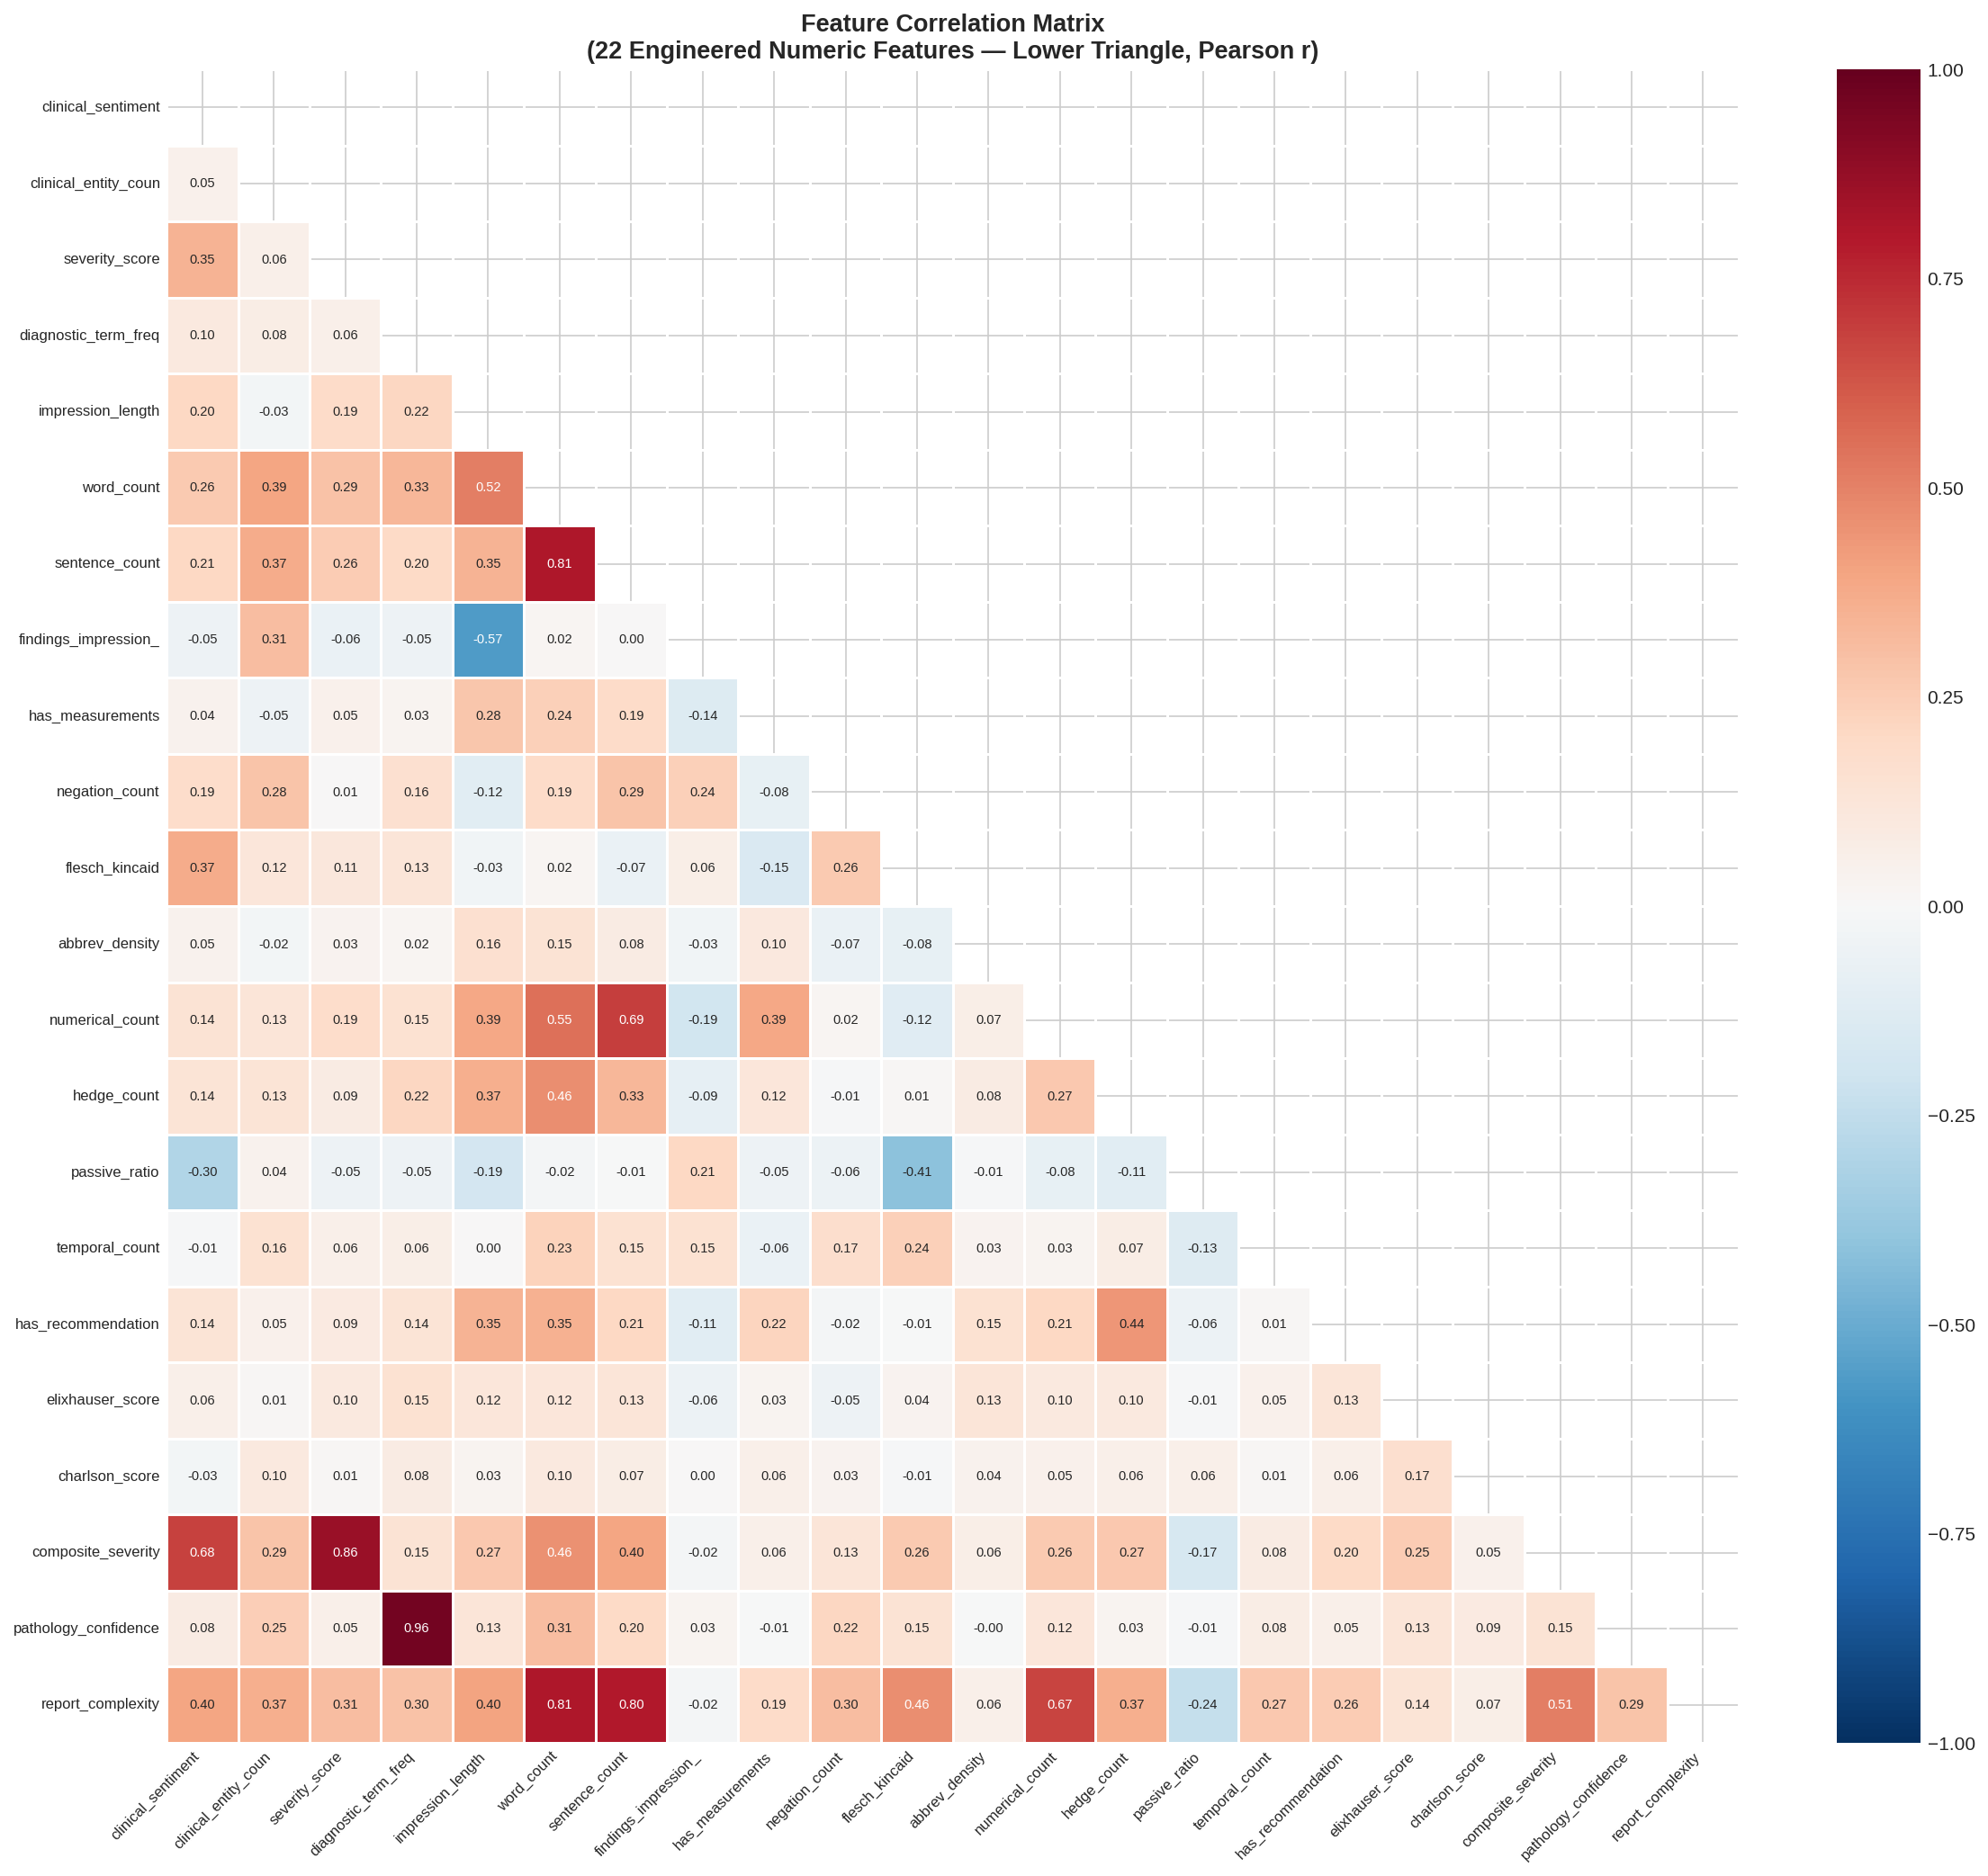 Feature Correlation Matrix
(22 Engineered Numeric Features — Lower Triangle, Pearson r)
clinical_sentiment
clinical_entity_coun 0.05
severity_score 0.35 0.06
diagnostic_term_freq 0.10 0.08 0.06
impression_length 0.20 -0.03 0.19 0.22
word_count 0.26 0.39 0.29 0.33 0.52
sentence_count 0.21 0.37 0.26 0.20 0.35 0.81
findings_impression_ -0.05 0.31 -0.06 -0.05 -0.57 0.02 0.00
has_measurements 0.04 -0.05 0.05 0.03 0.28 0.24 0.19 -0.14
negation_count 0.19 0.28 0.01 0.16 -0.12 0.19 0.29 0.24 -0.08
flesch_kincaid 0.37 0.12 0.11 0.13 -0.03 0.02 -0.07 0.06 -0.15 0.26
abbrev_density 0.05 -0.02 0.03 0.02 0.16 0.15 0.08 -0.03 0.10 -0.07 -0.08
numerical_count 0.14 0.13 0.19 0.15 0.39 0.55 0.69 -0.19 0.39 0.02 -0.12 0.07
hedge_count 0.14 0.13 0.09 0.22 0.37 0.46 0.33 -0.09 0.12 -0.01 0.01 0.08 0.27
passive_ratio -0.30 0.04 -0.05 -0.05 -0.19 -0.02 -0.01 0.21 -0.05 -0.06 -0.41 -0.01 -0.08 -0.11
temporal_count -0.01 0.16 0.06 0.06 0.00 0.23 0.15 0.15 -0.06 0.17 0.24 0.03 0.03 0.07 -0.13
has_recommendation 0.14 0.05 0.09 0.14 0.35 0.35 0.21 -0.11 0.22 -0.02 -0.01 0.15 0.21 0.44 -0.06 0.01
elixhauser_score 0.06 0.01 0.10 0.15 0.12 0.12 0.13 -0.06 0.03 -0.05 0.04 0.13 0.10 0.10 -0.01 0.05 0.13
charlson_score -0.03 0.10 0.01 0.08 0.03 0.10 0.07 0.00 0.06 0.03 -0.01 0.04 0.05 0.06 0.06 0.01 0.06 0.17
composite_severity 0.68 0.29 0.86 0.15 0.27 0.46 0.40 -0.02 0.06 0.13 0.26 0.06 0.26 0.27 -0.17 0.08 0.20 0.25 0.05
pathology_confidence 0.08 0.25 0.05 0.96 0.13 0.31 0.20 0.03 -0.01 0.22 0.15 -0.00 0.12 0.03 -0.01 0.08 0.05 0.13 0.09 0.15
report_complexity 0.40 0.37 0.31 0.30 0.40 0.81 0.80 -0.02 0.19 0.30 0.46 0.06 0.67 0.37 -0.24 0.27 0.26 0.14 0.07 0.51 0.29
clinical_sentiment
clinical_entity_coun
severity_score
diagnostic_term_freq
impression_length
word_count
sentence_count
findings_impression_
has_measurements
negation_count
flesch_kincaid
abbrev_density
numerical_count
hedge_count
passive_ratio
temporal_count
has_recommendation
elixhauser_score
charlson_score
composite_severity
pathology_confidence
report_complexity
1.00
0.75
0.50
0.25
0.00
−0.25
−0.50
−0.75
−1.00